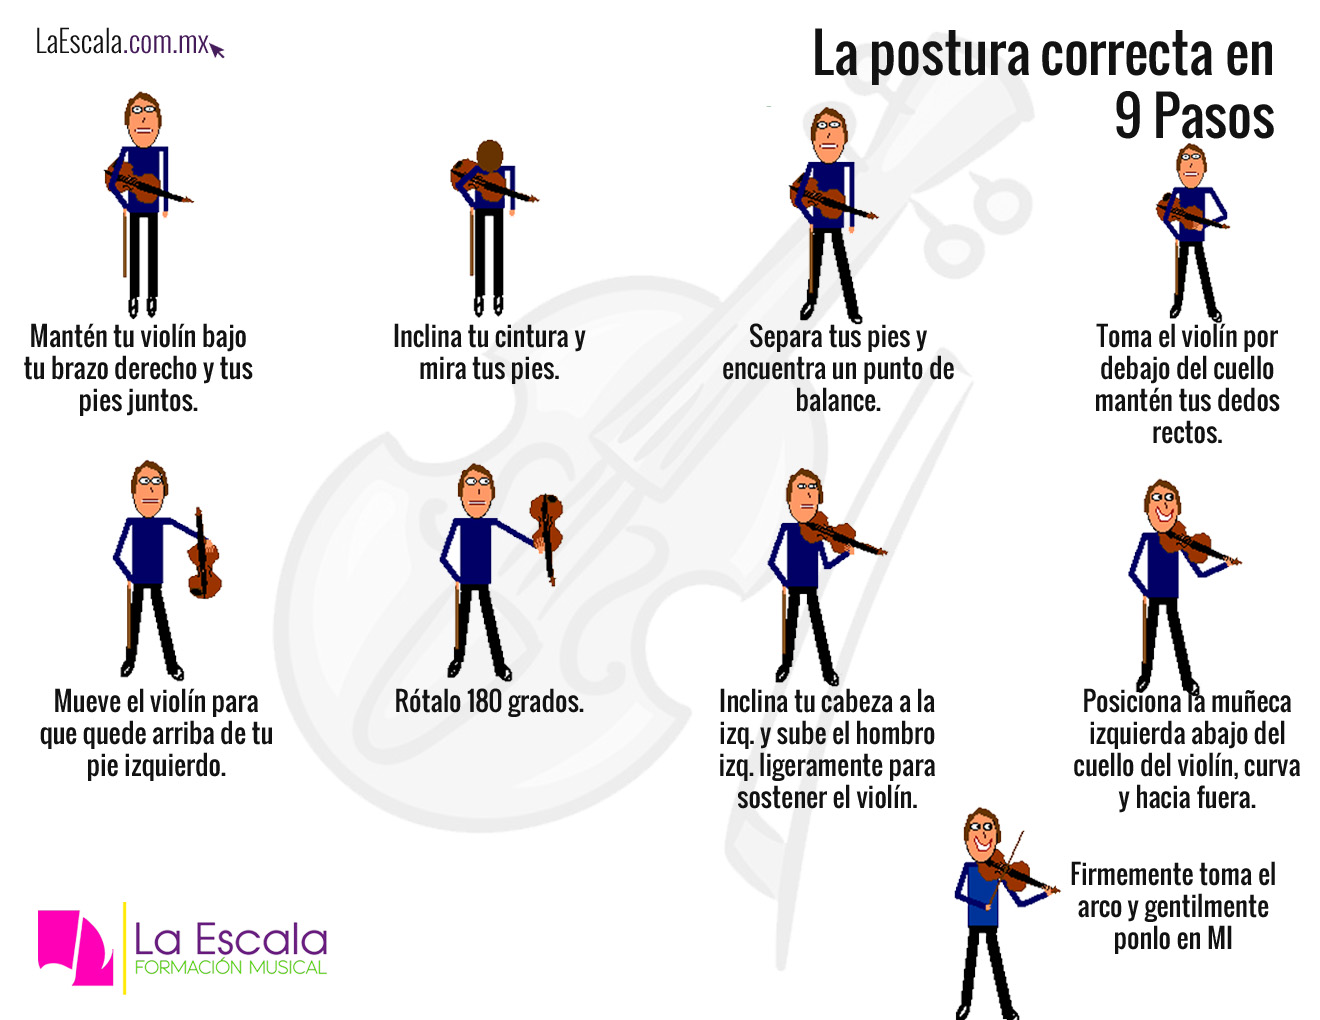 LaEscala.com.mx
La postura correcta en
9 Pasos
Mantén tu violín bajo
tu brazo derecho y tus
pies juntos.
Inclina tu cintura y
mira tus pies.
Separa tus pies y
encuentra un punto de
balance.
Toma el violín por
debajo del cuello
mantén tus dedos
rectos.
Mueve el violín para
que quede arriba de tu
pie izquierdo.
Rótalo 180 grados.
Inclina tu cabeza a la
izq. y sube el hombro
izq. ligeramente para
sostener el violín.
Posiciona la muñeca
izquierda abajo del
cuello del violín, curva
y hacia fuera.
Firmemente toma el
arco y gentilmente
ponlo en MI
La Escala
FORMACIÓN MUSICAL